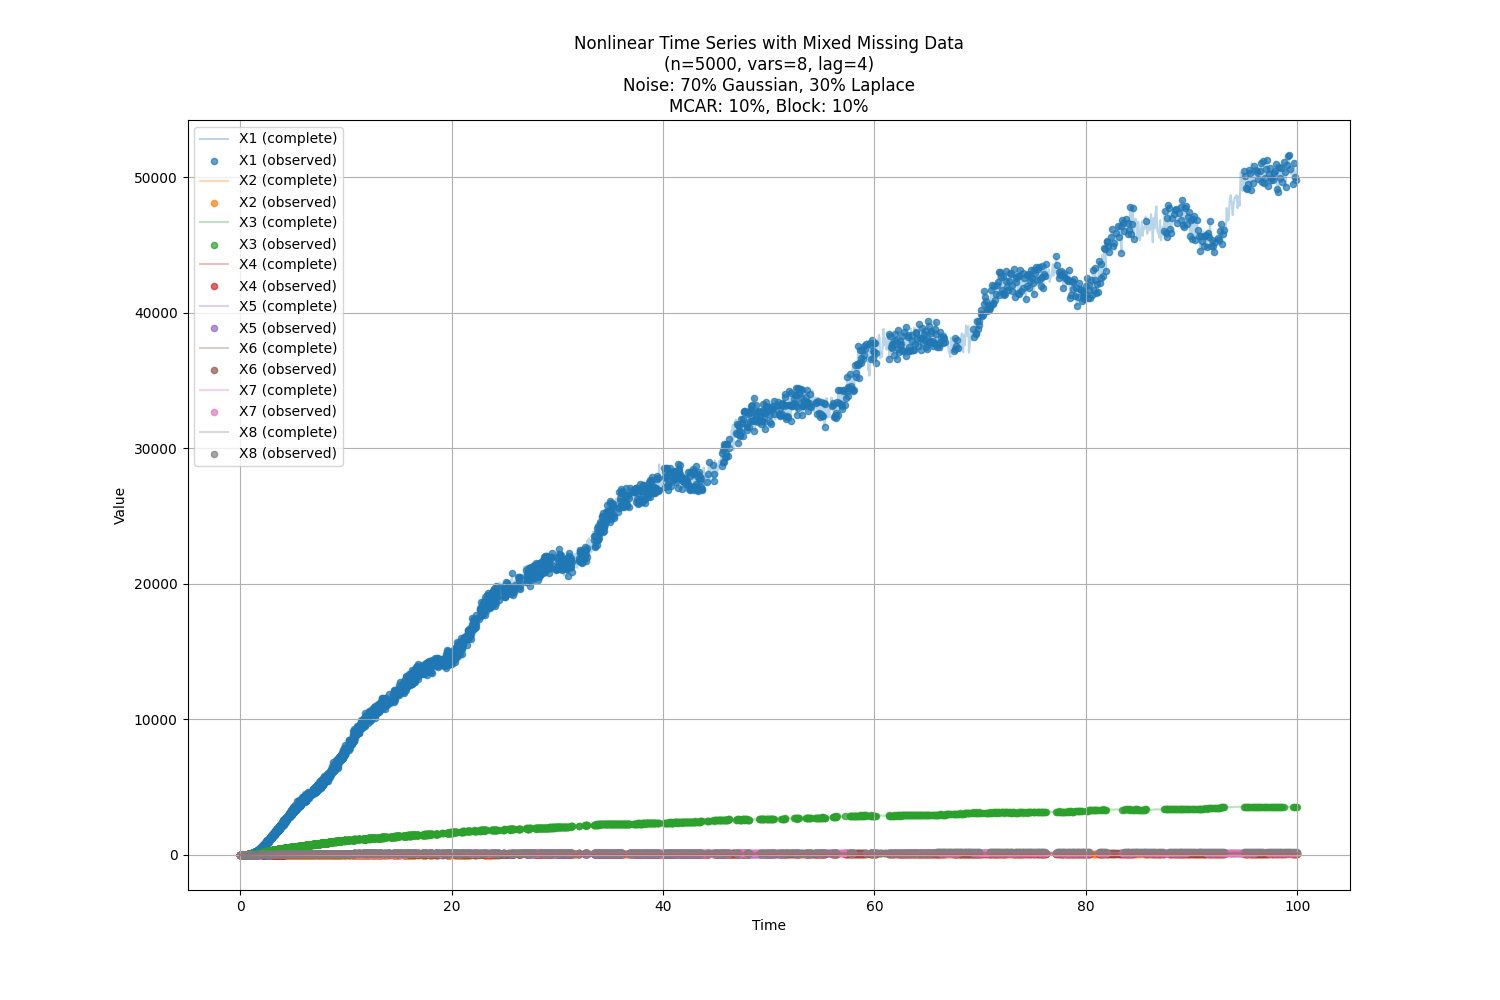 Nonlinear Time Series with Mixed Missing Data
(n=5000, vars=8, lag=4)
Noise: 70% Gaussian, 30% Laplace
MCAR: 10%, Block: 10%
X1 (complete)
X1 (observed)
X2 (complete)
X2 (observed)
X3 (complete)
X3 (observed)
X4 (complete)
X4 (observed)
X5 (complete)
X5 (observed)
X6 (complete)
X6 (observed)
X7 (complete)
X7 (observed)
X8 (complete)
X8 (observed)
Value
50000
40000
30000
20000
10000
0
0 20 40 60 80 100
Time